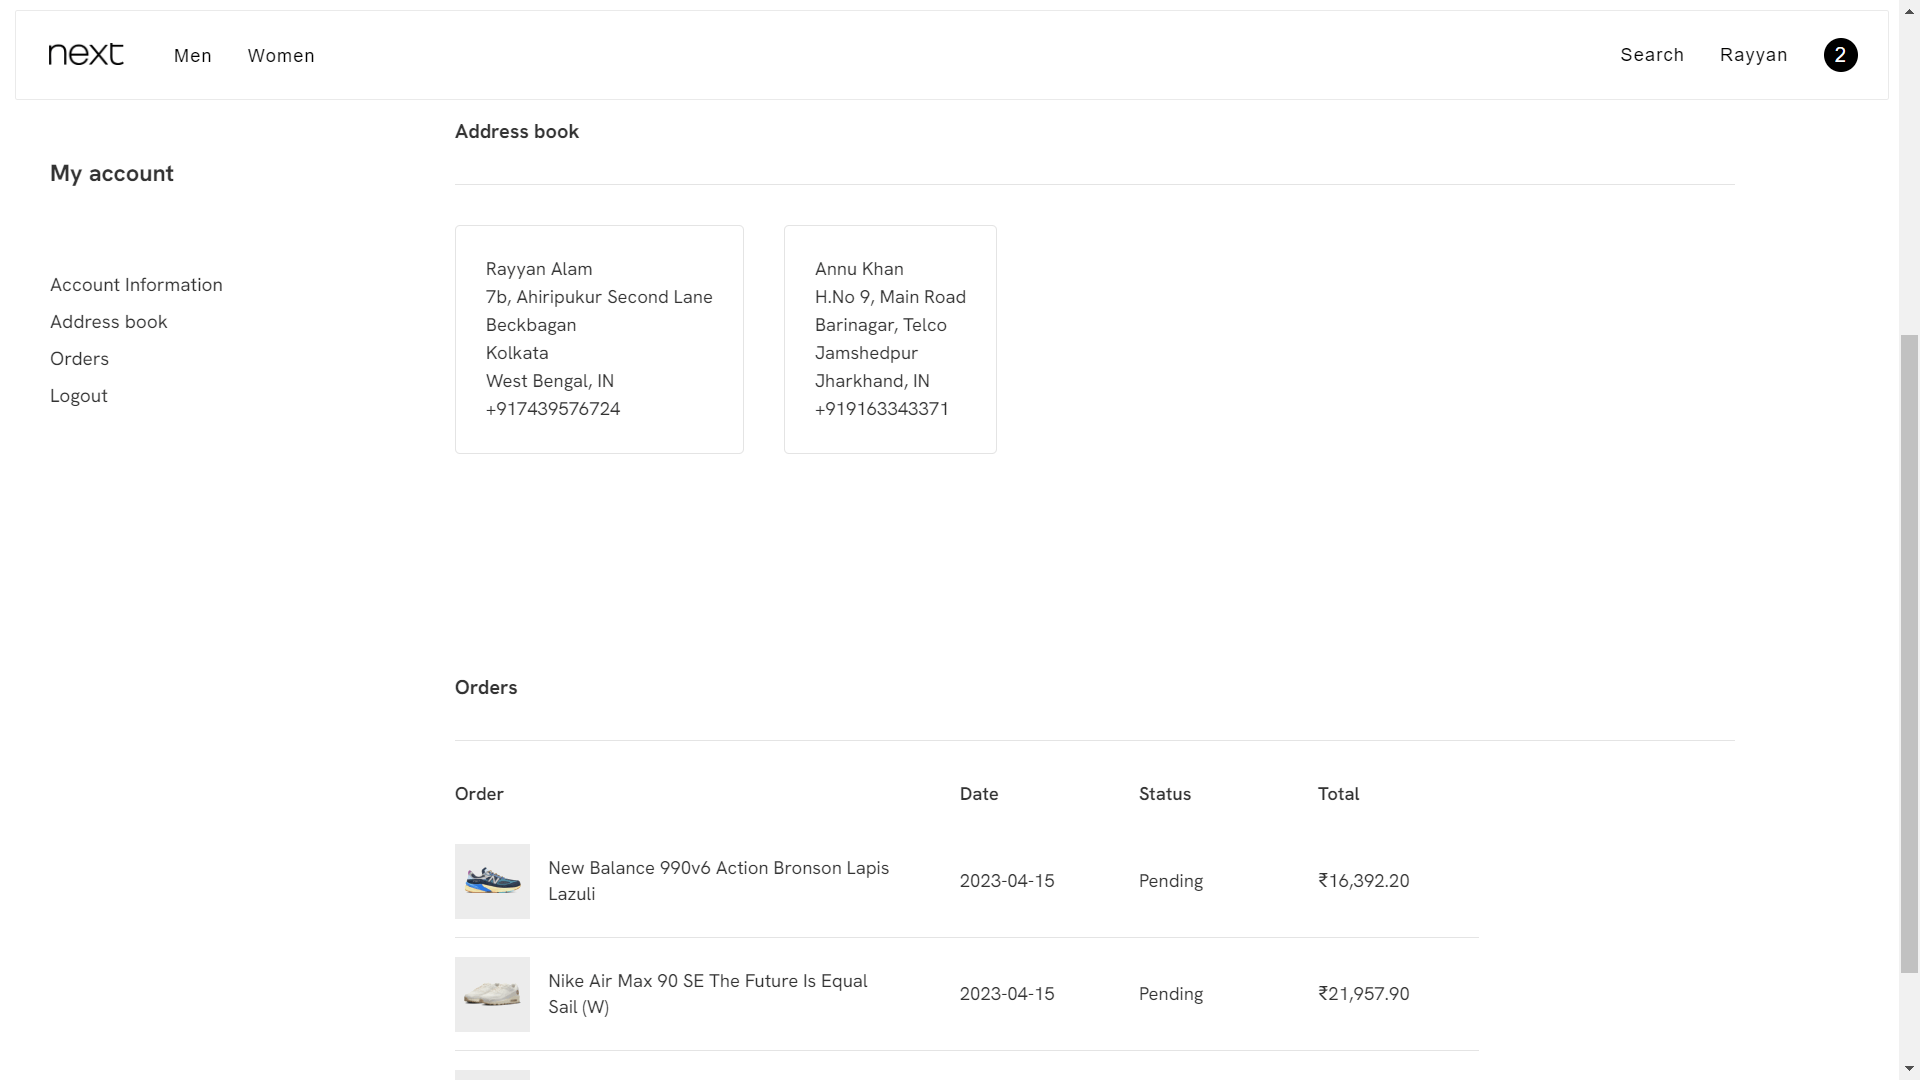 next
Men
Women
Search
Rayyan
2
My account
Account Information
Address book
Orders
Logout
Address book
Rayyan Alam
7b, Ahiripukur Second Lane
Beckbagan
Kolkata
West Bengal, IN
+917439576724
Annu Khan
H.No 9, Main Road
Barinagar, Telco
Jamshedpur
Jharkhand, IN
+919163343371
Orders
Order
Date
Status
Total
New Balance 990v6 Action Bronson Lapis
Lazuli
2023-04-15
Pending
₹16,392.20
Nike Air Max 90 SE The Future Is Equal
Sail (W)
2023-04-15
Pending
₹21,957.90